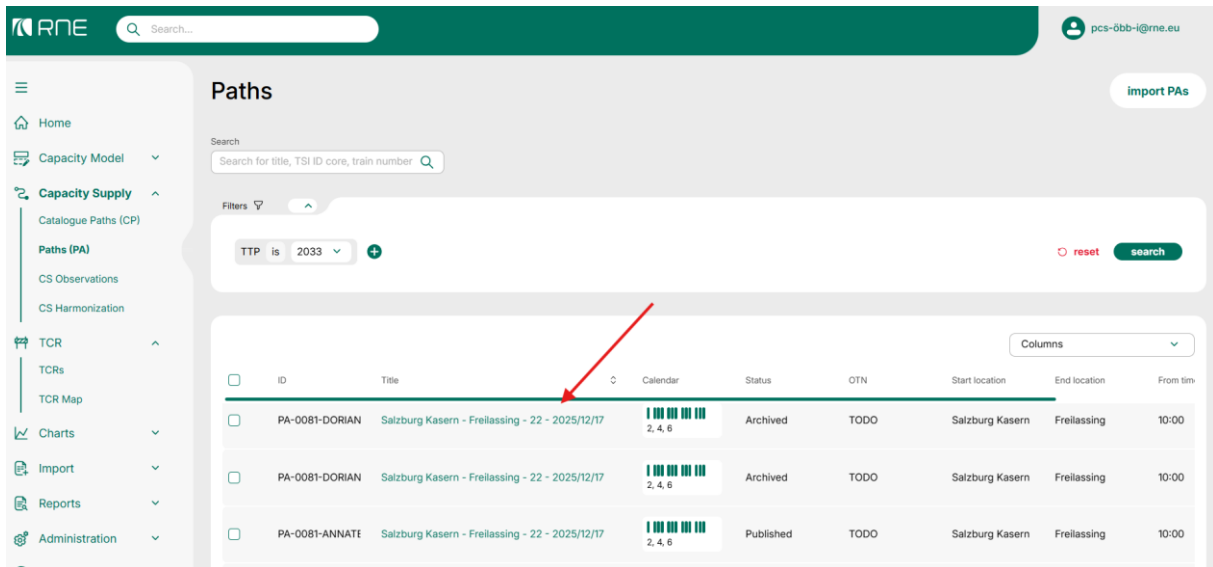 RNE
Search...
pcs-öbb-i@rne.eu
Paths
import PAs
Home
Capacity Model
Capacity Supply
Catalogue Paths (CP)
Paths (PA)
CS Observations
CS Harmonization
TCR
TCRs
TCR Map
Charts
Import
Reports
Administration
Search
Search for title, TSI ID core, train number
Filters
TTP is 2033
reset search
Columns
ID Title Calendar Status OTN Start location End location From tim
PA-0081-DORIAN Salzburg Kasern - Freilassing - 22 - 2025/12/17 2, 4, 6 Archived TODO Salzburg Kasern Freilassing 10:00
PA-0081-DORIAN Salzburg Kasern - Freilassing - 22 - 2025/12/17 2, 4, 6 Archived TODO Salzburg Kasern Freilassing 10:00
PA-0081-ANNATE Salzburg Kasern - Freilassing - 22 - 2025/12/17 2, 4, 6 Published TODO Salzburg Kasern Freilassing 10:00